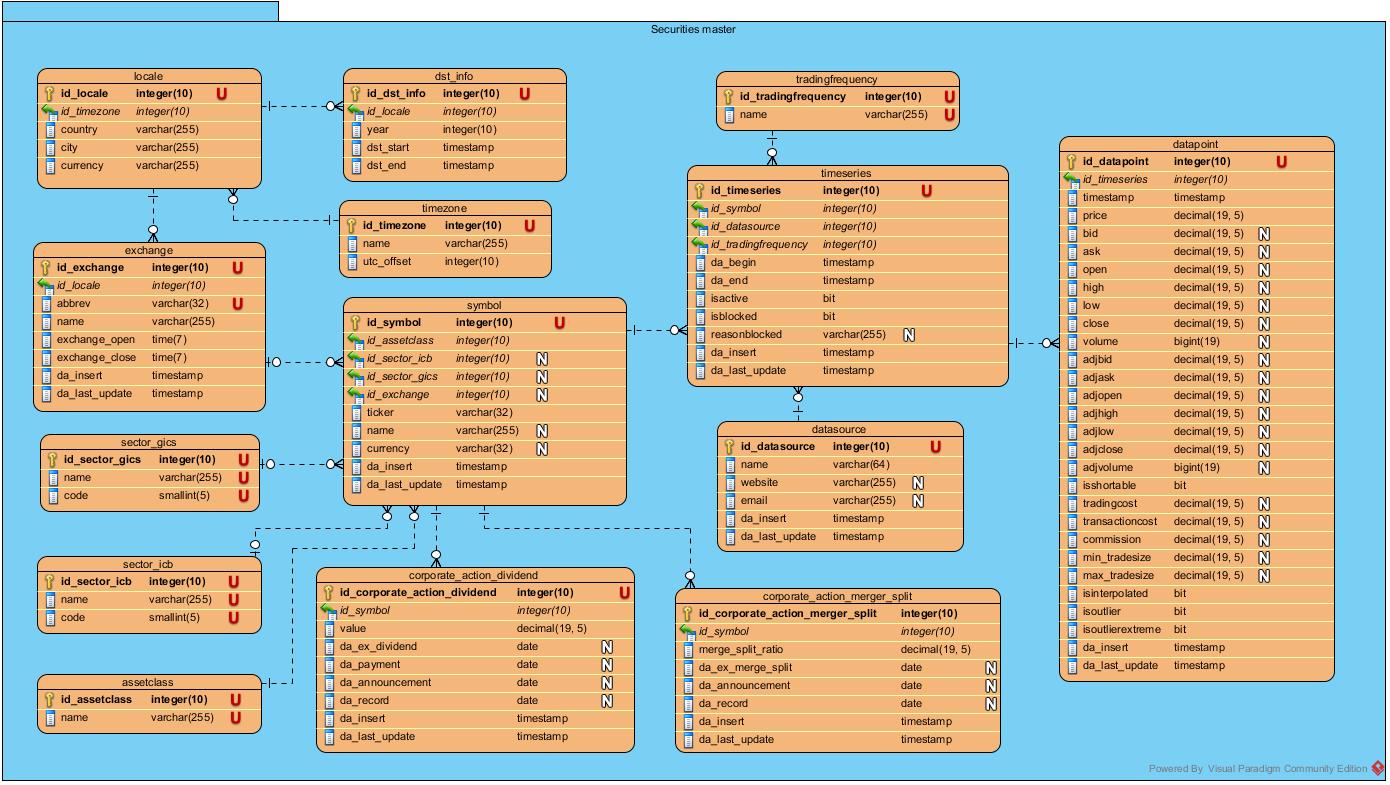 Securities master
locale
id_locale integer(10) U
id_timezone integer(10)
country varchar(255)
city varchar(255)
currency varchar(255)
dst_info
id_dst_info integer(10) U
id_locale integer(10)
year integer(10)
dst_start timestamp
dst_end timestamp
timezone
id_timezone integer(10) U
name varchar(255)
utc_offset integer(10)
exchange
id_exchange integer(10) U
id_locale integer(10)
abbrev varchar(32) U
name varchar(255)
exchange_open time(7)
exchange_close time(7)
da_insert timestamp
da_last_update timestamp
symbol
id_symbol integer(10) U
id_assetclass integer(10)
id_sector_icb integer(10) N
id_sector_gics integer(10) N
id_exchange integer(10) N
ticker varchar(32)
name varchar(255) N
currency varchar(32) N
da_insert timestamp
da_last_update timestamp
sector_gics
id_sector_gics integer(10) U
name varchar(255) U
code smallint(5) U
sector_icb
id_sector_icb integer(10) U
name varchar(255) U
code smallint(5) U
assetclass
id_assetclass integer(10) U
name varchar(255) U
corporate_action_dividend
id_corporate_action_dividend integer(10) U
id_symbol integer(10)
value decimal(19, 5)
da_ex_dividend date N
da_payment date N
da_announcement date N
da_record date N
da_insert timestamp
da_last_update timestamp
tradingfrequency
id_tradingfrequency integer(10) U
name varchar(255) U
timeseries
id_timeseries integer(10) U
id_symbol integer(10)
id_datasource integer(10)
id_tradingfrequency integer(10)
da_begin timestamp
da_end timestamp
isactive bit
isblocked bit
reasonblocked varchar(255) N
da_insert timestamp
da_last_update timestamp
datasource
id_datasource integer(10) U
name varchar(64)
website varchar(255) N
email varchar(255) N
da_insert timestamp
da_last_update timestamp
corporate_action_merger_split
id_corporate_action_merger_split integer(10)
id_symbol integer(10)
merge_split_ratio decimal(19, 5)
da_ex_merge_split date N
da_announcement date N
da_record date N
da_insert timestamp
da_last_update timestamp
datapoint
id_datapoint integer(10) U
id_timeseries integer(10)
timestamp timestamp
price decimal(19, 5)
bid decimal(19, 5) N
ask decimal(19, 5) N
open decimal(19, 5) N
high decimal(19, 5) N
low decimal(19, 5) N
close decimal(19, 5) N
volume bigint(19) N
adjbid decimal(19, 5) N
adjask decimal(19, 5) N
adjopen decimal(19, 5) N
adjhigh decimal(19, 5) N
adjlow decimal(19, 5) N
adjclose decimal(19, 5) N
adjvolume bigint(19) N
isshortable bit
tradingcost decimal(19, 5) N
transactioncost decimal(19, 5) N
commission decimal(19, 5) N
min_tradesize decimal(19, 5) N
max_tradesize decimal(19, 5) N
isinterpolated bit
isoutlier bit
isoutlierextreme bit
da_insert timestamp
da_last_update timestamp
Powered By Visual Paradigm Community Edition